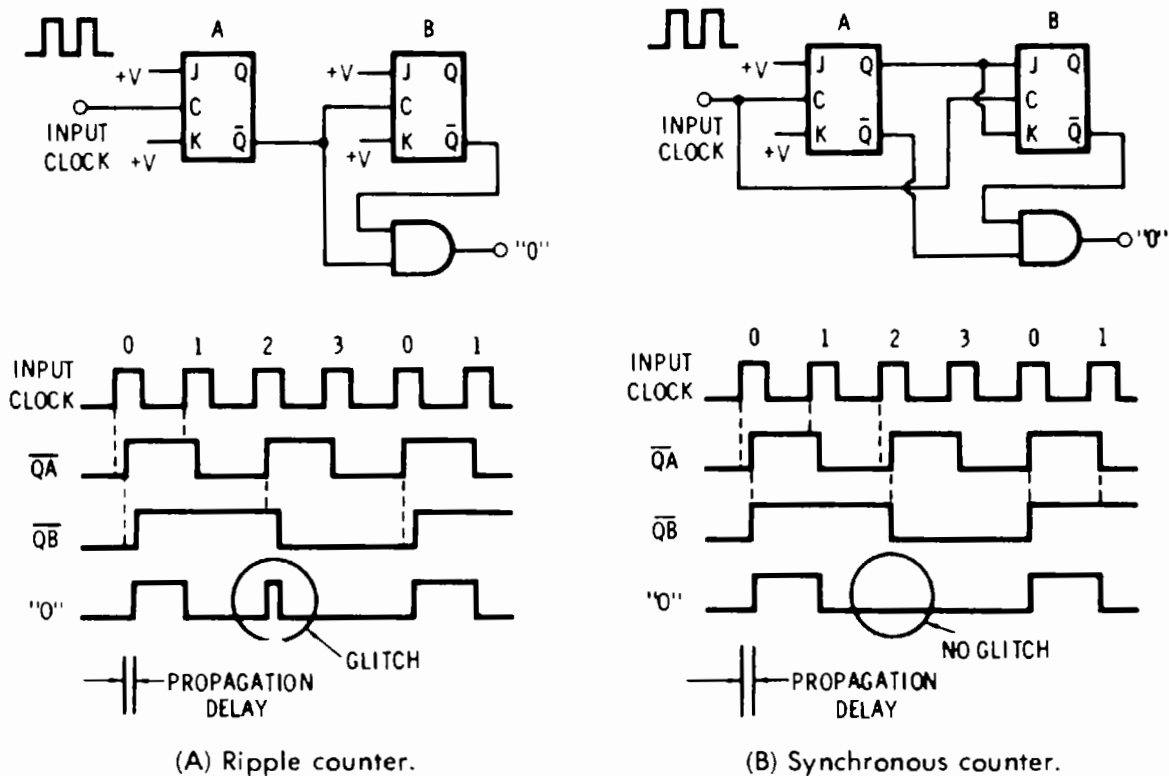 A
B
+V
J
Q
C
K
Q̅
INPUT
CLOCK
+V
+V
J
Q
C
K
Q̅
+V
"0"
0 1 2 3 0 1
INPUT
CLOCK
Q̅A̅
Q̅B̅
"0"
GLITCH
PROPAGATION
DELAY
(A) Ripple counter.
A
B
+V
J
Q
C
K
Q̅
INPUT
CLOCK
+V
J
Q
C
K
Q̅
"0"
0 1 2 3 0 1
INPUT
CLOCK
Q̅A̅
Q̅B̅
"0"
NO GLITCH
PROPAGATION
DELAY
(B) Synchronous counter.